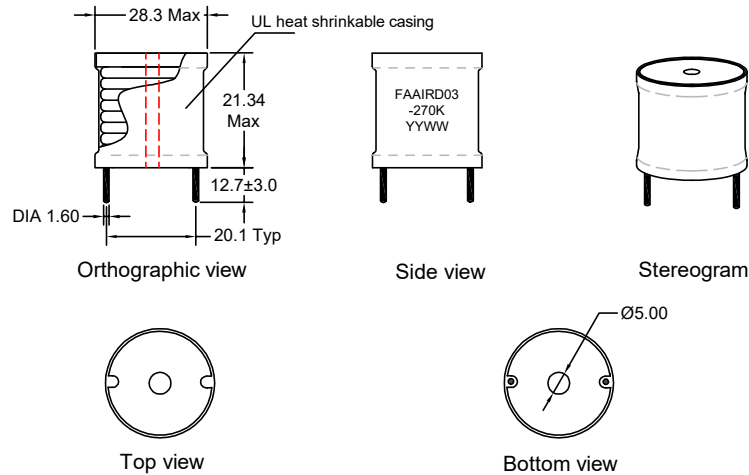 28.3 Max
UL heat shrinkable casing
21.34
Max
12.7±3.0
DIA 1.60
20.1 Typ
Orthographic view
FAAIRD03
-270K
YYWW
Side view
Stereogram
Top view
Ø5.00
Bottom view